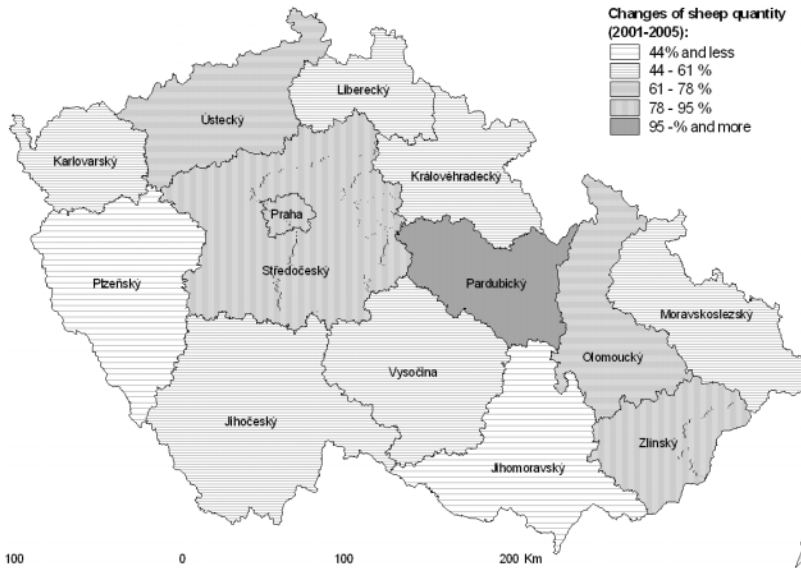 Changes of sheep quantity
(2001-2005):
44% and less
44 - 61 %
61 - 78 %
78 - 95 %
95 -% and more
Liberecký
Ústecký
Karlovarský
Královéhradecký
Praha
Středočeský
Plzeňský
Pardubický
Moravskoslezský
Olomoucký
Vysočina
Jihočeský
Zlínský
Jihomoravský
100 0 100 200 Km